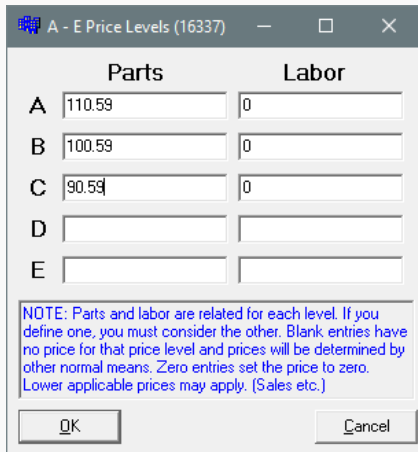 A - E Price Levels (16337)
Parts Labor
A 110.59 0
B 100.59 0
C 90.59 0
D
E
NOTE: Parts and labor are related for each level. If you
define one, you must consider the other. Blank entries have
no price for that price level and prices will be determined by
other normal means. Zero entries set the price to zero.
Lower applicable prices may apply. (Sales etc.)
OK Cancel